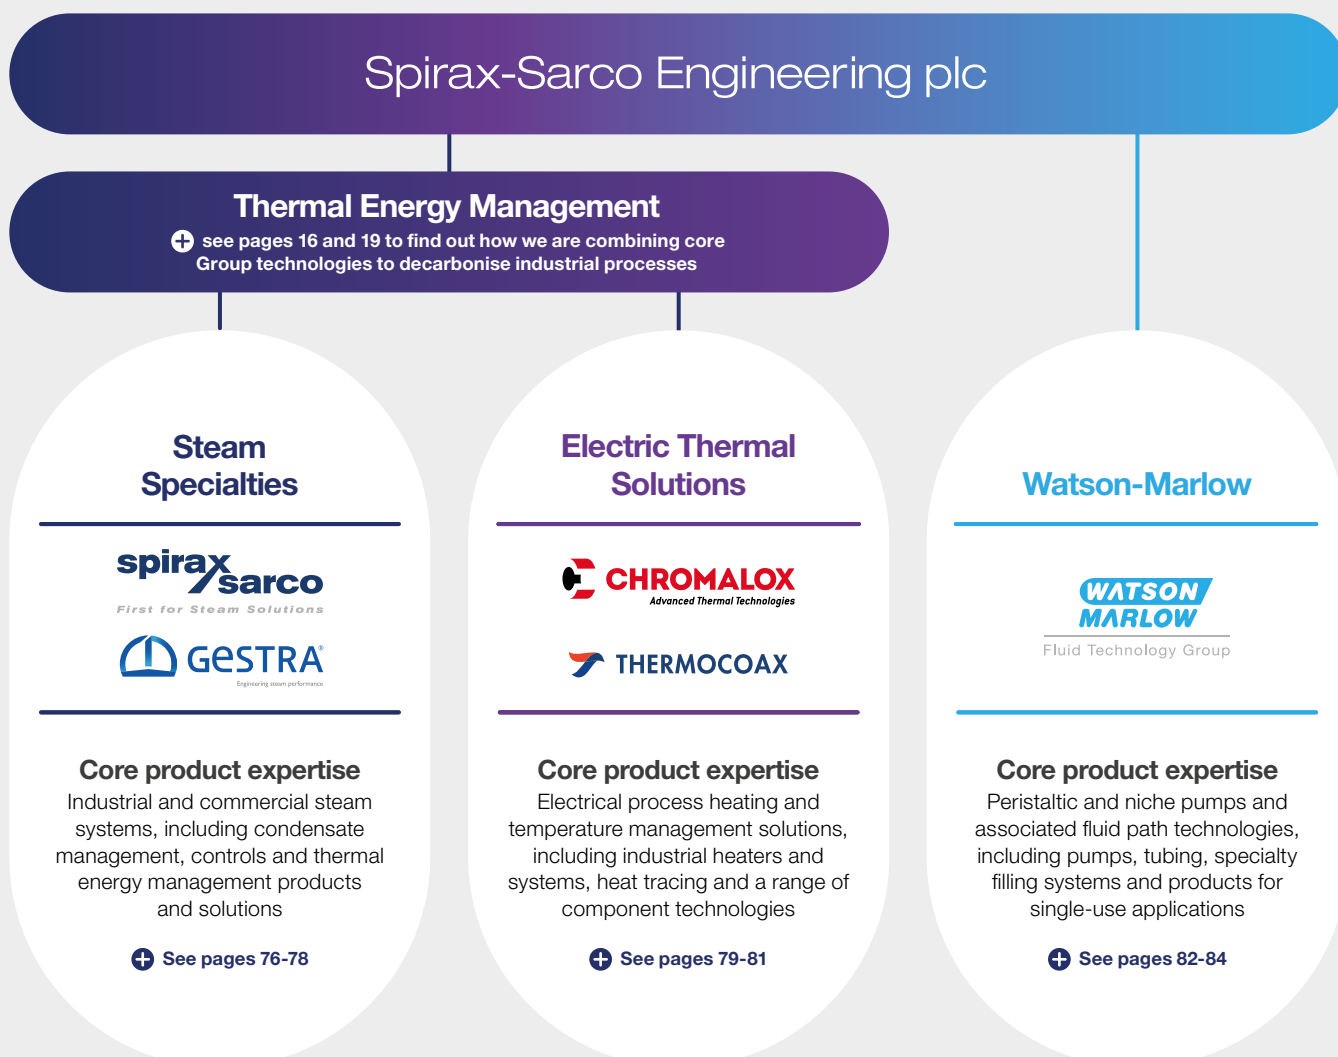 Spirax-Sarco Engineering plc
Thermal Energy Management
see pages 16 and 19 to find out how we are combining core
Group technologies to decarbonise industrial processes
Steam
Specialties
spirax
sarco
First for Steam Solutions
GESTRA®
Engineering steam performance
Core product expertise
Industrial and commercial steam
systems, including condensate
management, controls and thermal
energy management products
and solutions
See pages 76-78
Electric Thermal
Solutions
CHROMALOX
Advanced Thermal Technologies
THERMOCOAX
Core product expertise
Electrical process heating and
temperature management solutions,
including industrial heaters and
systems, heat tracing and a range of
component technologies
See pages 79-81
Watson-Marlow
WATSON
MARLOW
Fluid Technology Group
Core product expertise
Peristaltic and niche pumps and
associated fluid path technologies,
including pumps, tubing, specialty
filling systems and products for
single-use applications
See pages 82-84